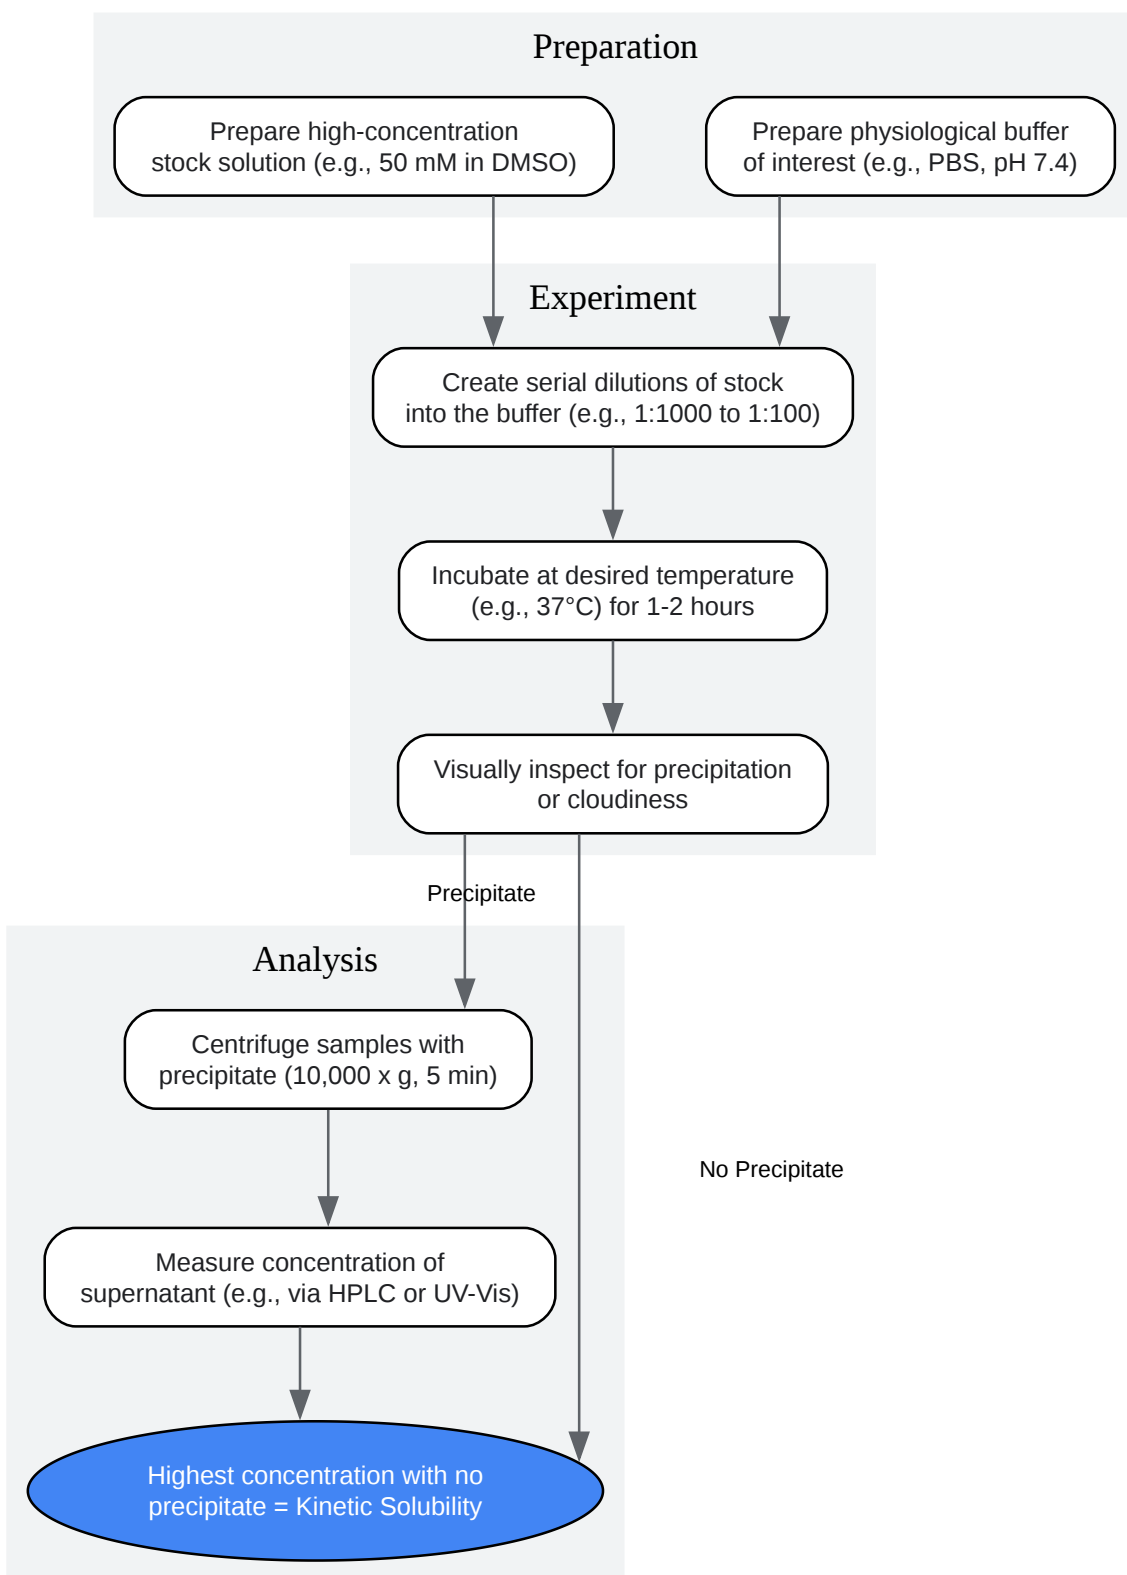 Preparation
Prepare high-concentration
stock solution (e.g., 50 mM in DMSO)
Prepare physiological buffer
of interest (e.g., PBS, pH 7.4)
Experiment
Create serial dilutions of stock
into the buffer (e.g., 1:1000 to 1:100)
Incubate at desired temperature
(e.g., 37°C) for 1-2 hours
Visually inspect for precipitation
or cloudiness
Precipitate
Analysis
Centrifuge samples with
precipitate (10,000 x g, 5 min)
No Precipitate
Measure concentration of
supernatant (e.g., via HPLC or UV-Vis)
Highest concentration with no
precipitate = Kinetic Solubility